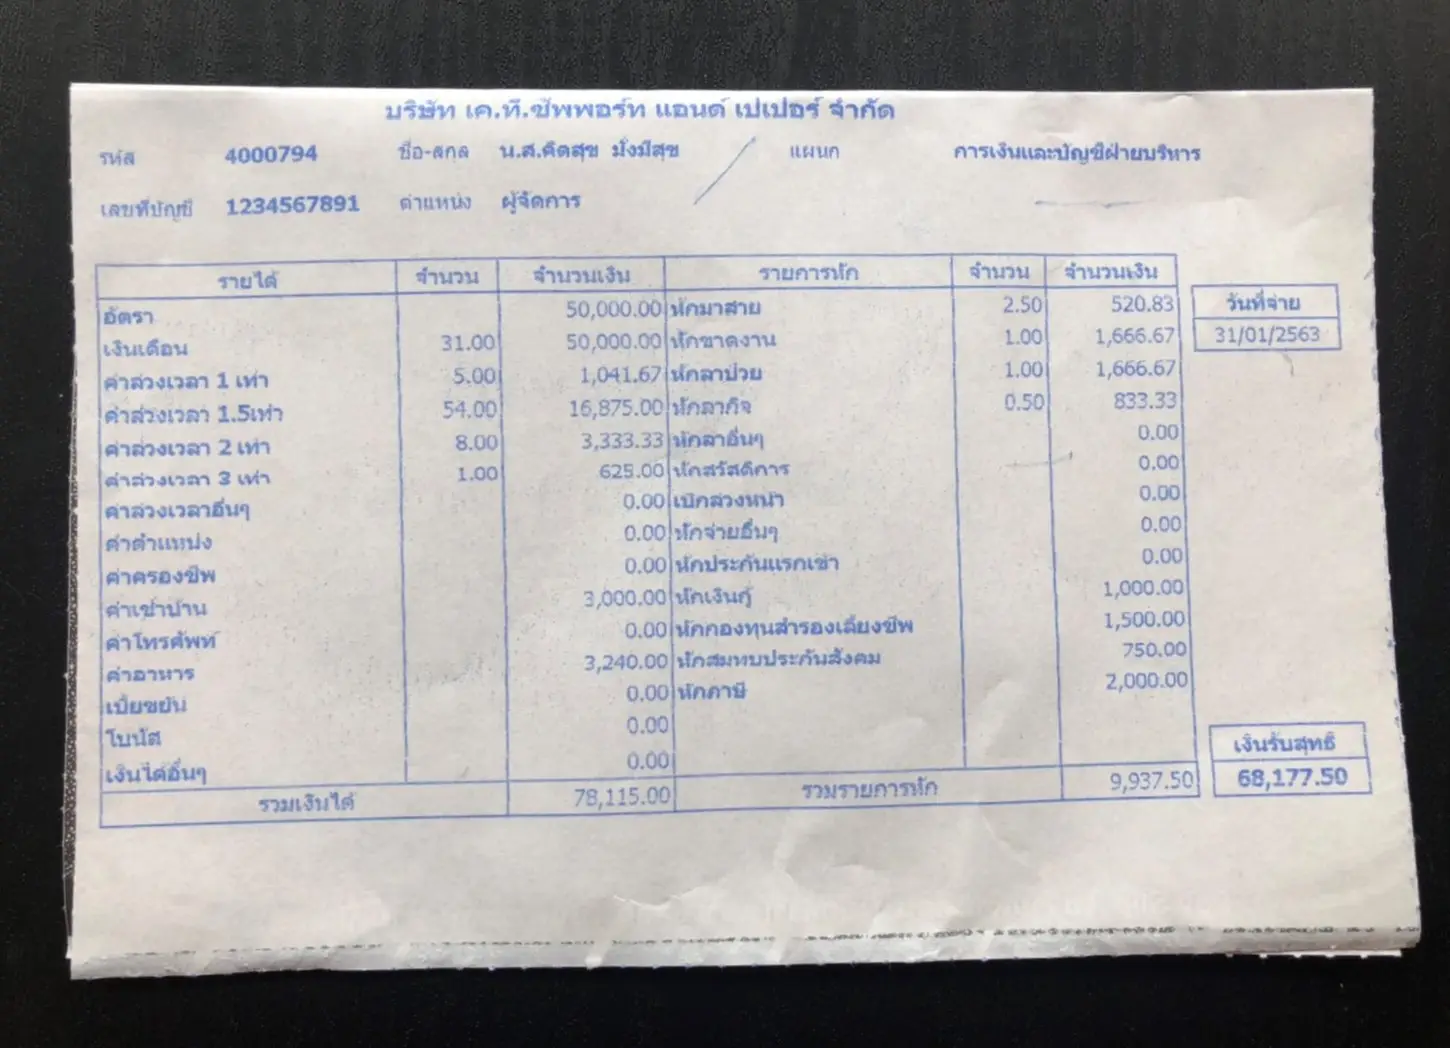 บริษัท เค.ที.ซัพพอร์ท แอนด์ เปเปอร์ จำกัด
รหัส 4000794 ชื่อ-สกุล น.ส.คิดสุข มั่งมีสุข แผนก การเงินและบัญชีฝ่ายบริหาร
เลขที่บัญชี 1234567891 ตำแหน่ง ผู้จัดการ
รายได้ จำนวน จำนวนเงิน รายการหัก จำนวน จำนวนเงิน วันที่จ่าย
อัตรา 50,000.00 หักมาสาย 2.50 520.83 31/01/2563
เงินเดือน 31.00 50,000.00 หักขาดงาน 1.00 1,666.67
ค่าล่วงเวลา 1 เท่า 5.00 1,041.67 หักลาป่วย 1.00 1,666.67
ค่าล่วงเวลา 1.5เท่า 54.00 16,875.00 หักลากิจ 0.50 833.33
ค่าล่วงเวลา 2 เท่า 8.00 3,333.33 หักลาอื่นๆ 0.00
ค่าล่วงเวลา 3 เท่า 1.00 625.00 หักสวัสดิการ 0.00
ค่าล่วงเวลาอื่นๆ 0.00 เบิกล่วงหน้า 0.00
ค่าตำแหน่ง 0.00 หักจ่ายอื่นๆ 0.00
ค่าครองชีพ 0.00 หักประกันแรกเข้า 0.00
ค่าเช่าบ้าน 3,000.00 หักเงินกู้ 1,000.00
ค่าโทรศัพท์ 0.00 หักกองทุนสำรองเลี้ยงชีพ 1,500.00
ค่าอาหาร 3,240.00 หักสมทบประกันสังคม 750.00
เบี้ยขยัน 0.00 หักภาษี 2,000.00
โบนัส 0.00
เงินได้อื่นๆ 0.00 เงินรับสุทธิ
รวมเงินได้ 78,115.00 รวมรายการหัก 9,937.50 68,177.50